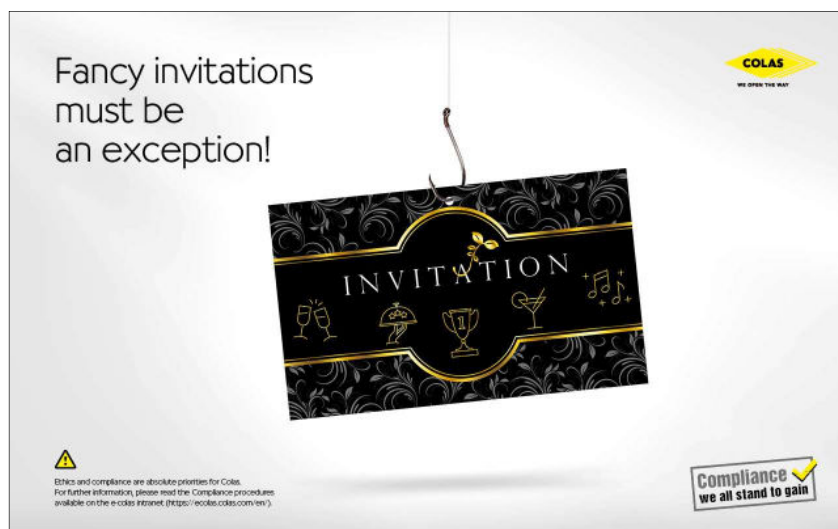 Fancy invitations
must be
an exception!
COLAS
WE OPEN THE WAY
INVITATION
1
Ethics and compliance are absolute priorities for Colas.
For further information, please read the Compliance procedures
available on the e-colas intranet (https://ecolas.colas.com/en/).
Compliance
we all stand to gain